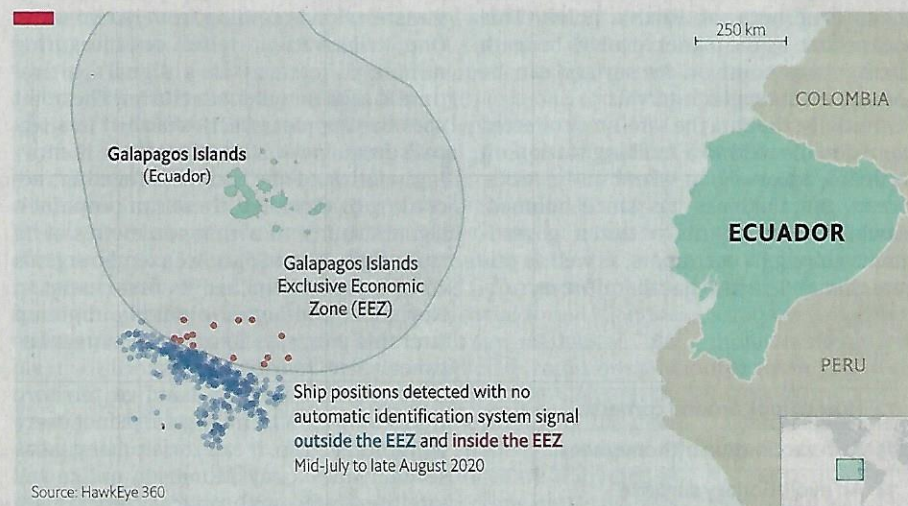 250 km
COLOMBIA
Galapagos Islands
(Ecuador)
ECUADOR
Galapagos Islands
Exclusive Economic
Zone (EEZ)
PERU
Ship positions detected with no
automatic identification system signal
outside the EEZ and inside the EEZ
Mid-July to late August 2020
Source: HawkEye 360